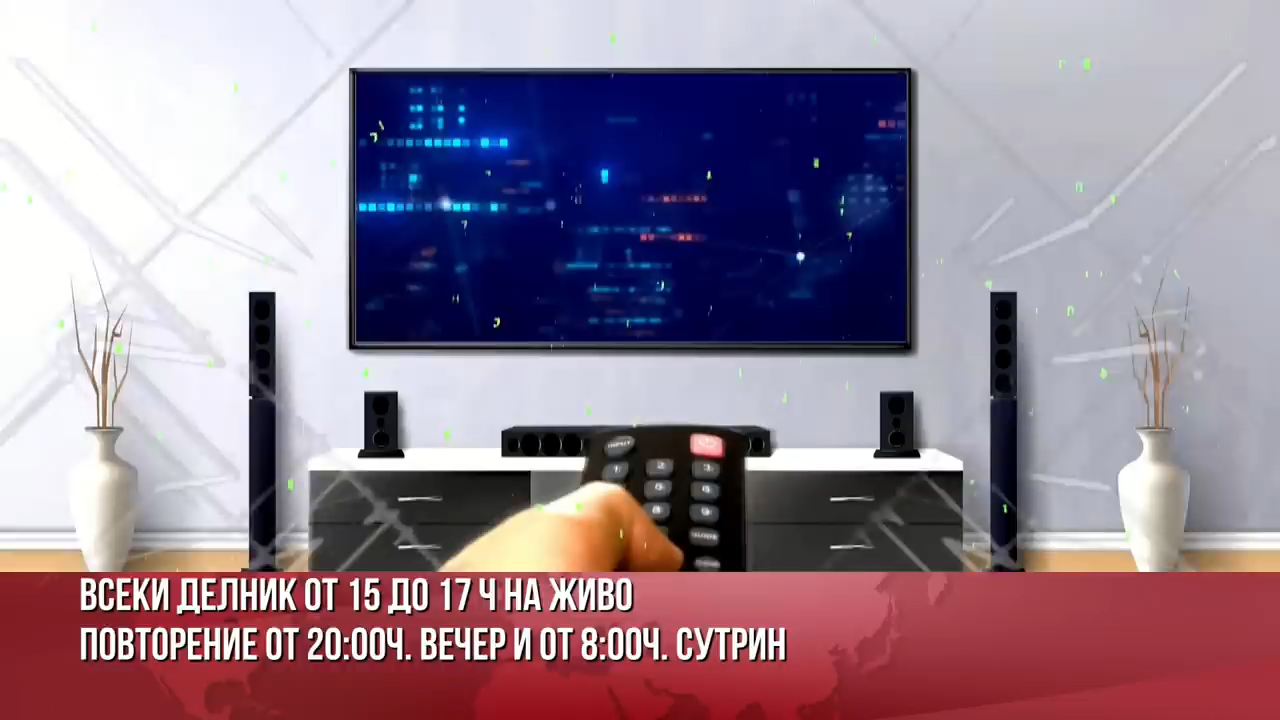 ВСЕКИ ДЕЛНИК ОТ 15 ДО 17 Ч НА ЖИВО
ПОВТОРЕНИЕ ОТ 20:00Ч. ВЕЧЕР И ОТ 8:00Ч. СУТРИН